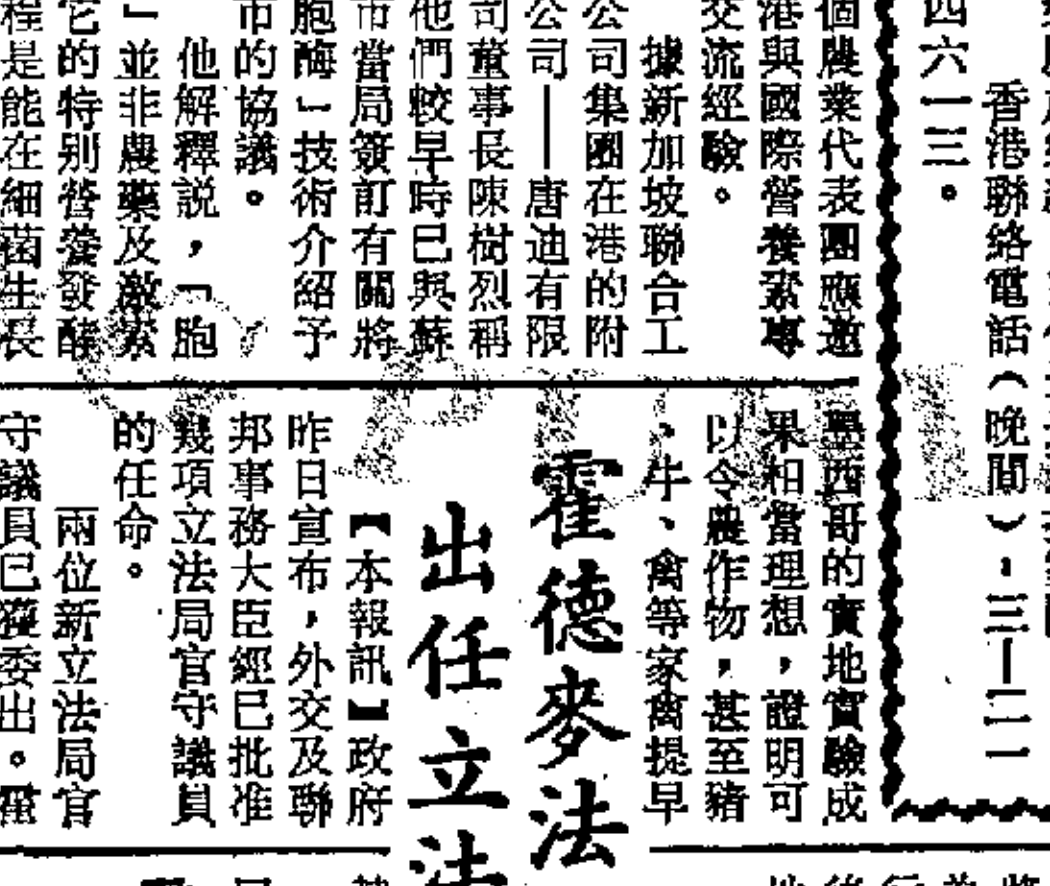 四六一三。
香港聯絡電話（晚間）：三—二一一
個農業代表團應邀
港與國際營養素專
交流經驗。
據新加坡聯合工
公司集團在港的附
公司——唐迪有限
司董事長陳樹烈稱
他們較早時已與蘇
市當局簽訂有關將
胞酶」技術介紹予
市的協議。
他解釋説，「胞
」並非農藥及激素
它的特別營養發酵
程是能在細菌生長
墨西哥的實地實驗成
果相當理想，證明可
以令農作物，甚至豬
、牛、禽等家禽提早
霍德麥法
出任立法
【本報訊】政府
昨日宣布，外交及聯
邦事務大臣經已批准
幾項立法局官守議員
的任命。
兩位新立法局官
守議員已獲委出。霍